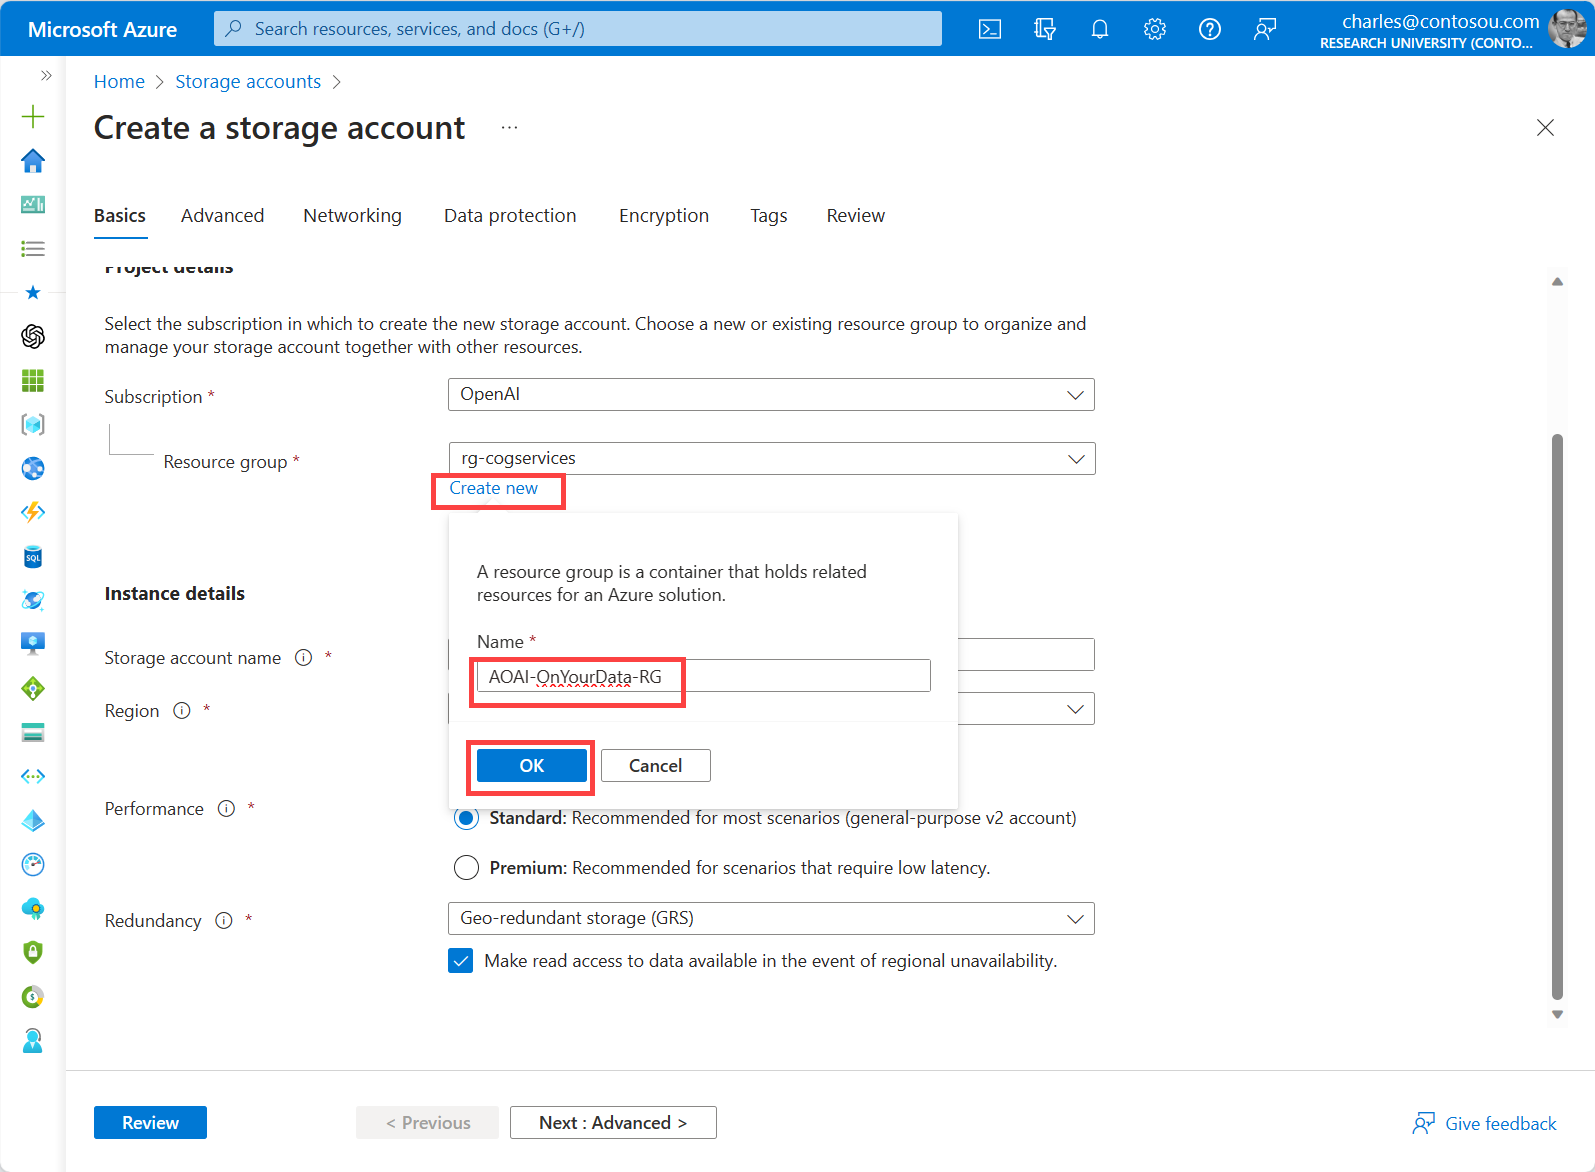 Microsoft Azure
Search resources, services, and docs (G+/)
charles@contosou.com
RESEARCH UNIVERSITY (CONTO...
Home > Storage accounts >
Create a storage account ...
Basics Advanced Networking Data protection Encryption Tags Review
Project details
Select the subscription in which to create the new storage account. Choose a new or existing resource group to organize and
manage your storage account together with other resources.
Subscription *
OpenAI
Resource group *
rg-cogservices
Create new
A resource group is a container that holds related
resources for an Azure solution.
Name *
AOAI-OnYourData-RG
OK Cancel
Instance details
Storage account name *
Region *
Performance *
Standard: Recommended for most scenarios (general-purpose v2 account)
Premium: Recommended for scenarios that require low latency.
Redundancy *
Geo-redundant storage (GRS)
Make read access to data available in the event of regional unavailability.
Review < Previous Next : Advanced > Give feedback
SQL